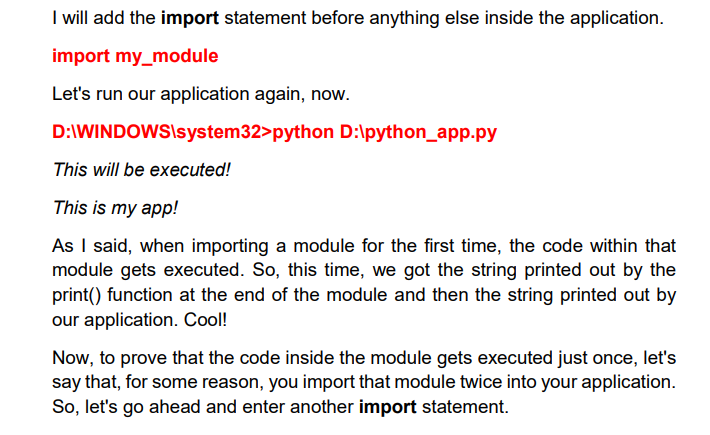 I will add the import statement before anything else inside the application.
import my_module
Let's run our application again, now.
D:\WINDOWS\system32>python D:\python_app.py
This will be executed!
This is my app!
As I said, when importing a module for the first time, the code within that
module gets executed. So, this time, we got the string printed out by the
print() function at the end of the module and then the string printed out by
our application. Cool!
Now, to prove that the code inside the module gets executed just once, let's
say that, for some reason, you import that module twice into your application.
So, let's go ahead and enter another import statement.